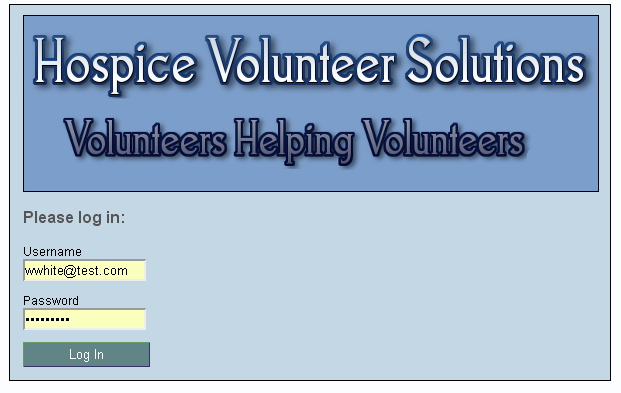 Hospice Volunteer Solutions
Volunteers Helping Volunteers
Please log in:
Username
wwhite@test.com
Password
•••••••••
Log In